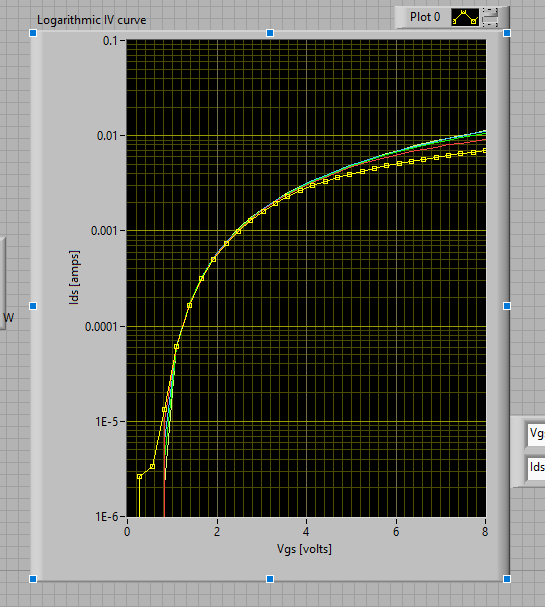 Logarithmic IV curve
Plot 0
0.1
0.01
0.001
0.0001
1E-5
1E-6
Ids [amps]
0 2 4 6 8
Vgs [volts]
W
Vgs
Ids